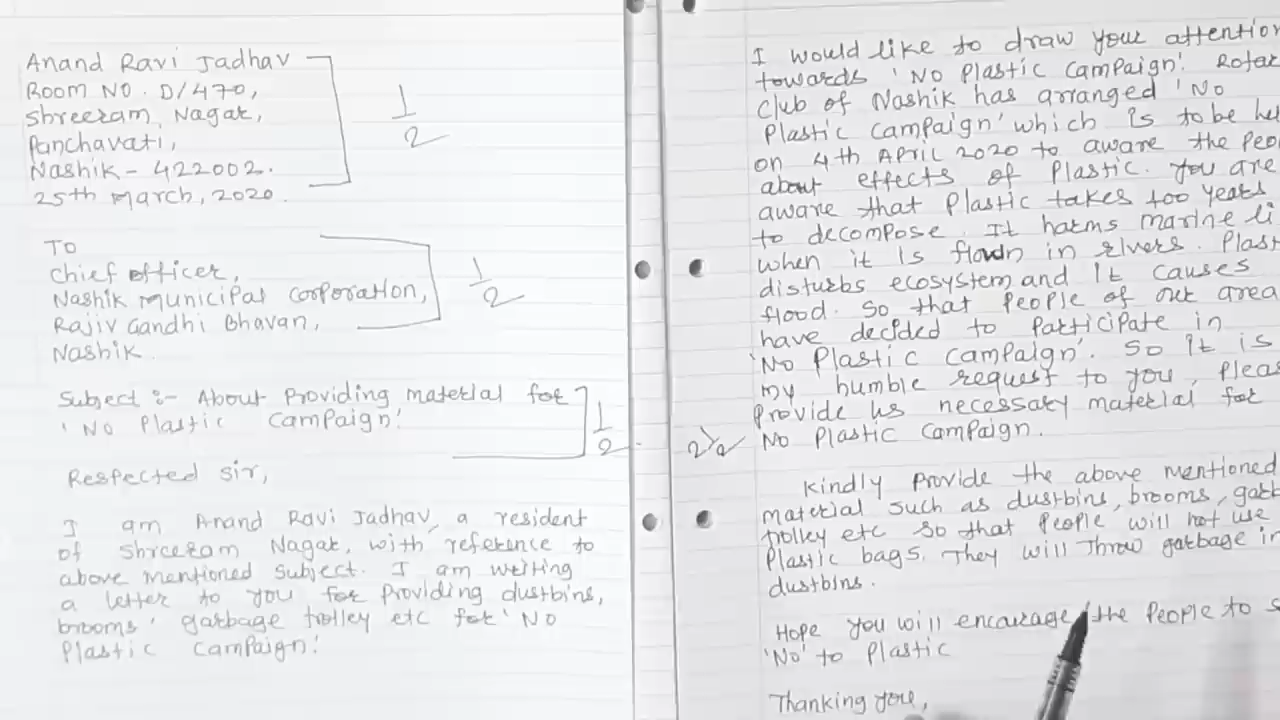 Anand Ravi Jadhav
Room No. D/470,
Shreeram Nagar,
Panchavati,
Nashik - 422002.
25th March, 2020.
1/2
To
Chief officer,
Nashik Municipal Corporation,
Rajiv Gandhi Bhavan,
Nashik.
1/2
Subject :- About Providing material for
'No Plastic Campaign!
1/2
Respected sir,
I am Anand Ravi Jadhav, a resident
of Shreeram Nagar, with reference to
above mentioned subject. I am writing
a letter to you for providing dustbins,
brooms, garbage trolley etc for 'No
Plastic Campaign!
I would like to draw your attention
towards 'No Plastic Campaign'.
Club of Nashik has arranged 'No
Plastic Campaign' which is to be
on 4th April 2020 to aware the
about effects of Plastic. You are
aware that Plastic takes 100 years
to decompose. It harms marine
when it is flown in rivers.
disturbs ecosystem and it causes
flood. So that People of our area
have decided to Participate in
'No Plastic Campaign'. So it is
my humble request to you,
Provide us necessary material for
No Plastic Campaign.
2 1/2
Kindly Provide the above mentioned
material such as dustbins, brooms,
trolley etc so that People will not use
Plastic bags. They will throw garbage in
dustbins.
Hope you will encourage the People to
'No' to Plastic
Thanking you,